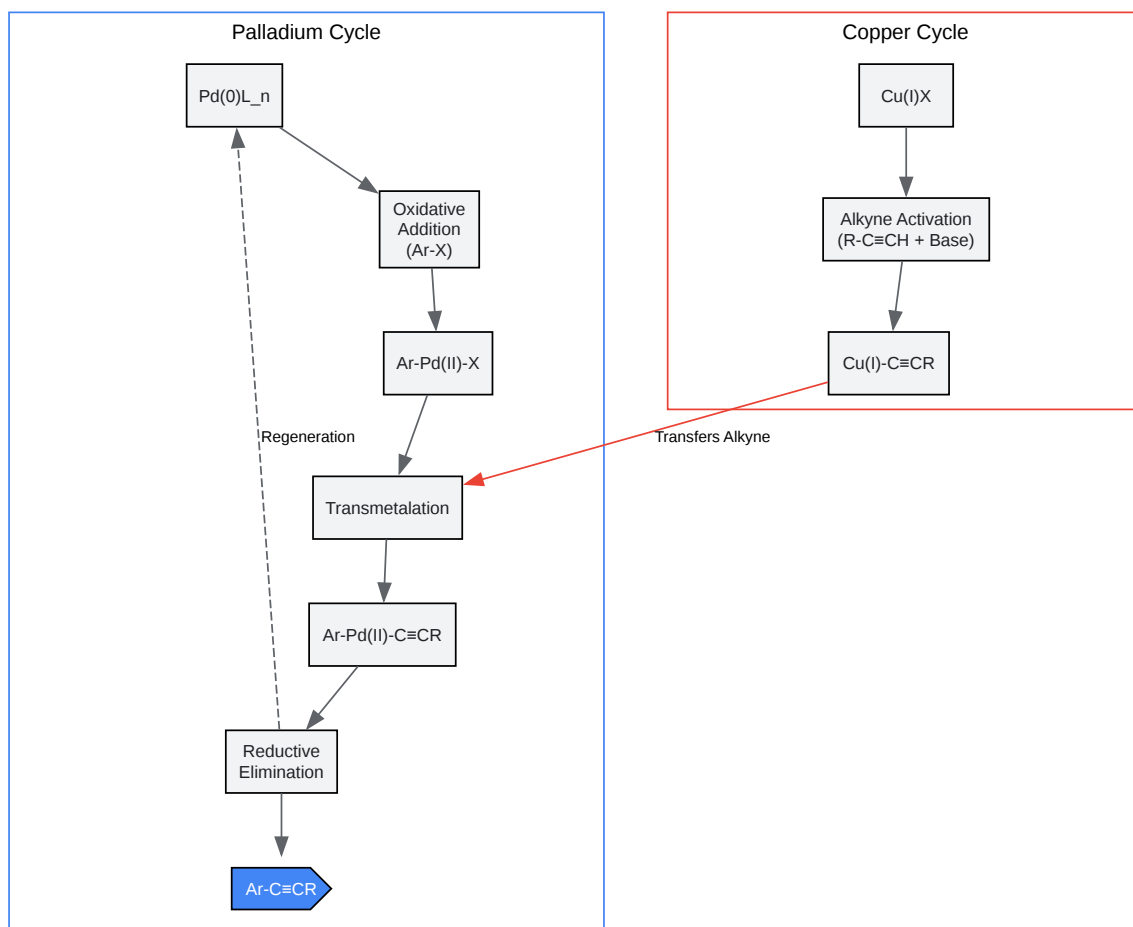 Palladium Cycle
Pd(0)L_n
Oxidative
Addition
(Ar-X)
Ar-Pd(II)-X
Regeneration
Transmetalation
Ar-Pd(II)-C≡CR
Reductive
Elimination
Ar-C≡CR
Copper Cycle
Cu(I)X
Alkyne Activation
(R-C≡CH + Base)
Cu(I)-C≡CR
Transfers Alkyne